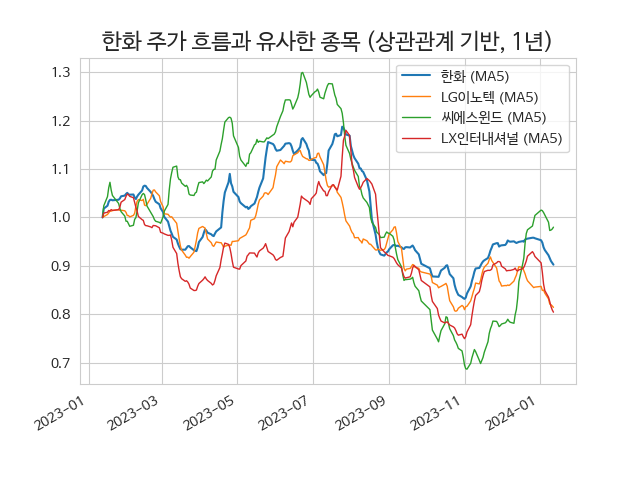 한화 주가 흐름과 유사한 종목 (상관관계 기반, 1년)
한화 (MA5)
LG이노텍 (MA5)
씨에스윈드 (MA5)
LX인터내셔널 (MA5)
1.3
1.2
1.1
1.0
0.9
0.8
0.7
2023-01
2023-03
2023-05
2023-07
2023-09
2023-11
2024-01